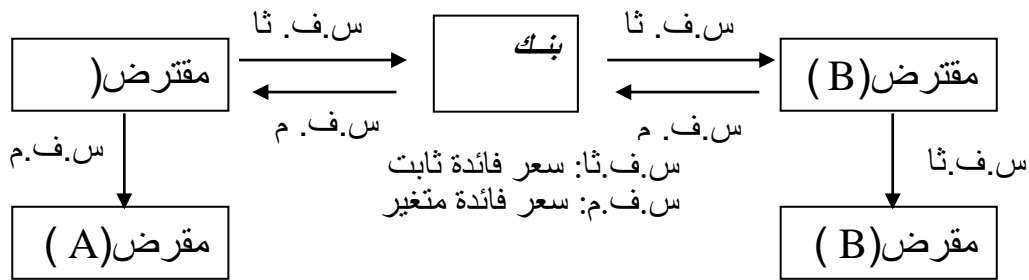 س.ف. ثا
س.ف. ثا
بنك
مقترض(
مقترض(B )
س.ف. م
س.ف. م
س.ف.م
س.ف.ثا
س.ف.ثا: سعر فائدة ثابت
س.ف.م: سعر فائدة متغير
مقرض(A )
مقرض(B )